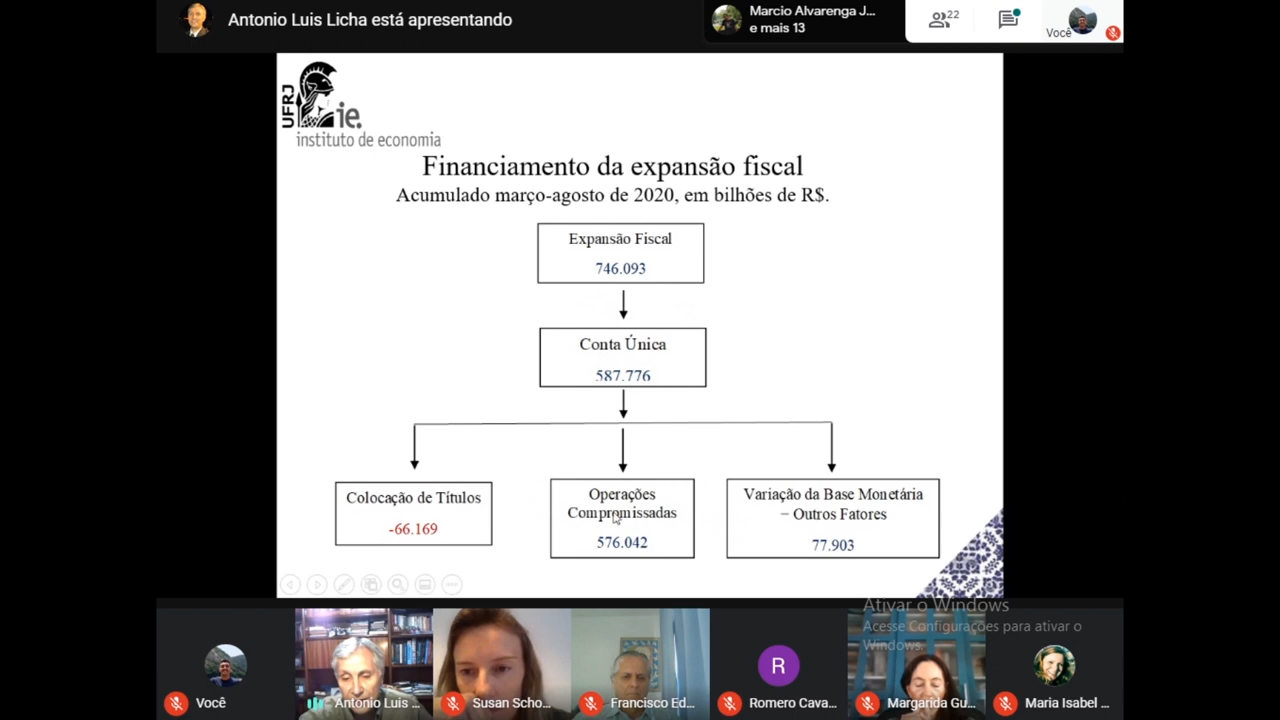 Antonio Luis Licha está apresentando
Marcio Alvarenga J...
e mais 13
22
Você
UFRJ
ie.
instituto de economia
Financiamento da expansão fiscal
Acumulado março-agosto de 2020, em bilhões de R$.
Expansão Fiscal
746.093
Conta Única
587.776
Colocação de Títulos
-66.169
Operações
Compromissadas
576.042
Variação da Base Monetária
− Outros Fatores
77.903
Ativar o Windows
Acesse Configurações para ativar o
Windows.
R
Você
Antonio Luis ...
Susan Scho...
Francisco Ed...
Romero Cava...
Margarida Gu...
Maria Isabel ...